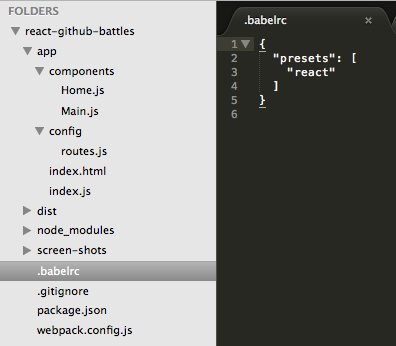 FOLDERS
react-github-battles
app
components
Home.js
Main.js
config
routes.js
index.html
index.js
dist
node_modules
screen-shots
.babelrc
.gitignore
package.json
webpack.config.js
.babelrc ×
1 {
2 "presets": [
3 "react"
4 ]
5 }
6